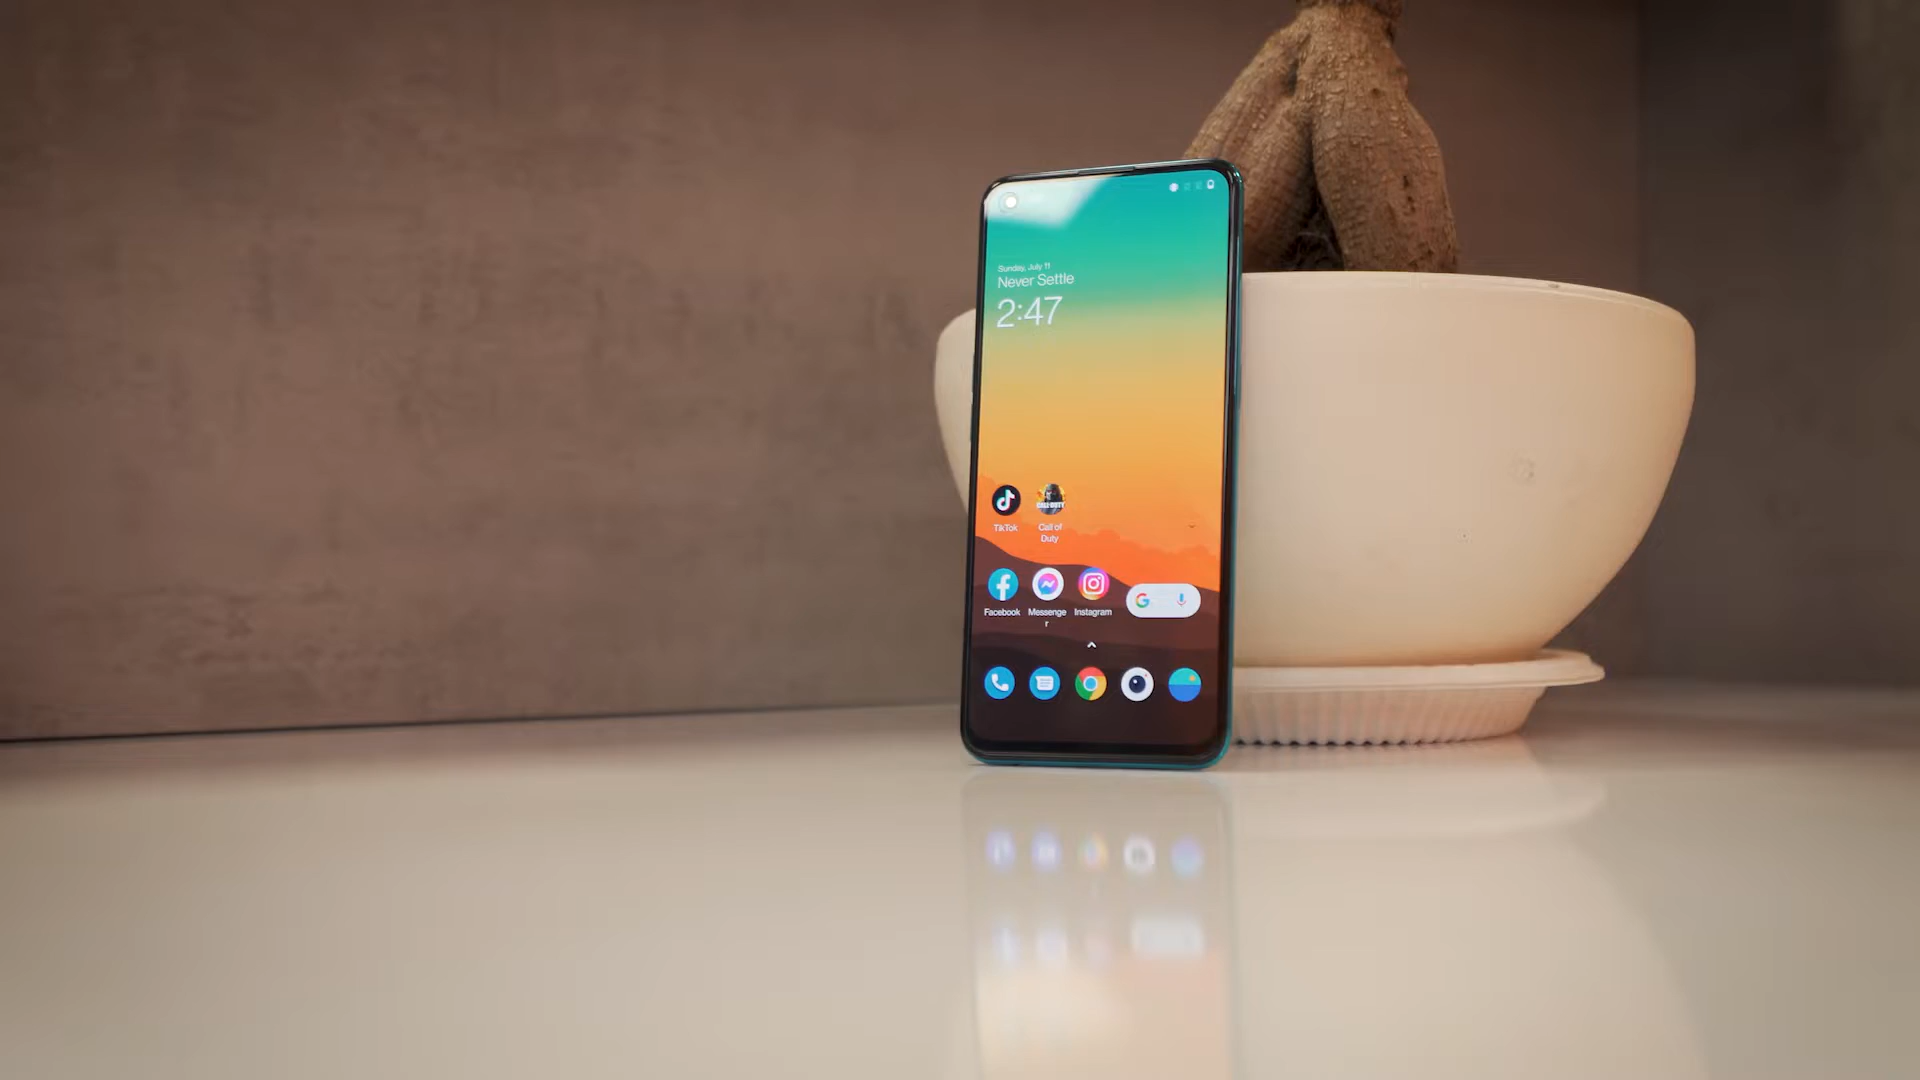 Sunday, July 11
Never Settle
2:47
TikTok
Call of
Duty
Facebook
Messenge
r
Instagram